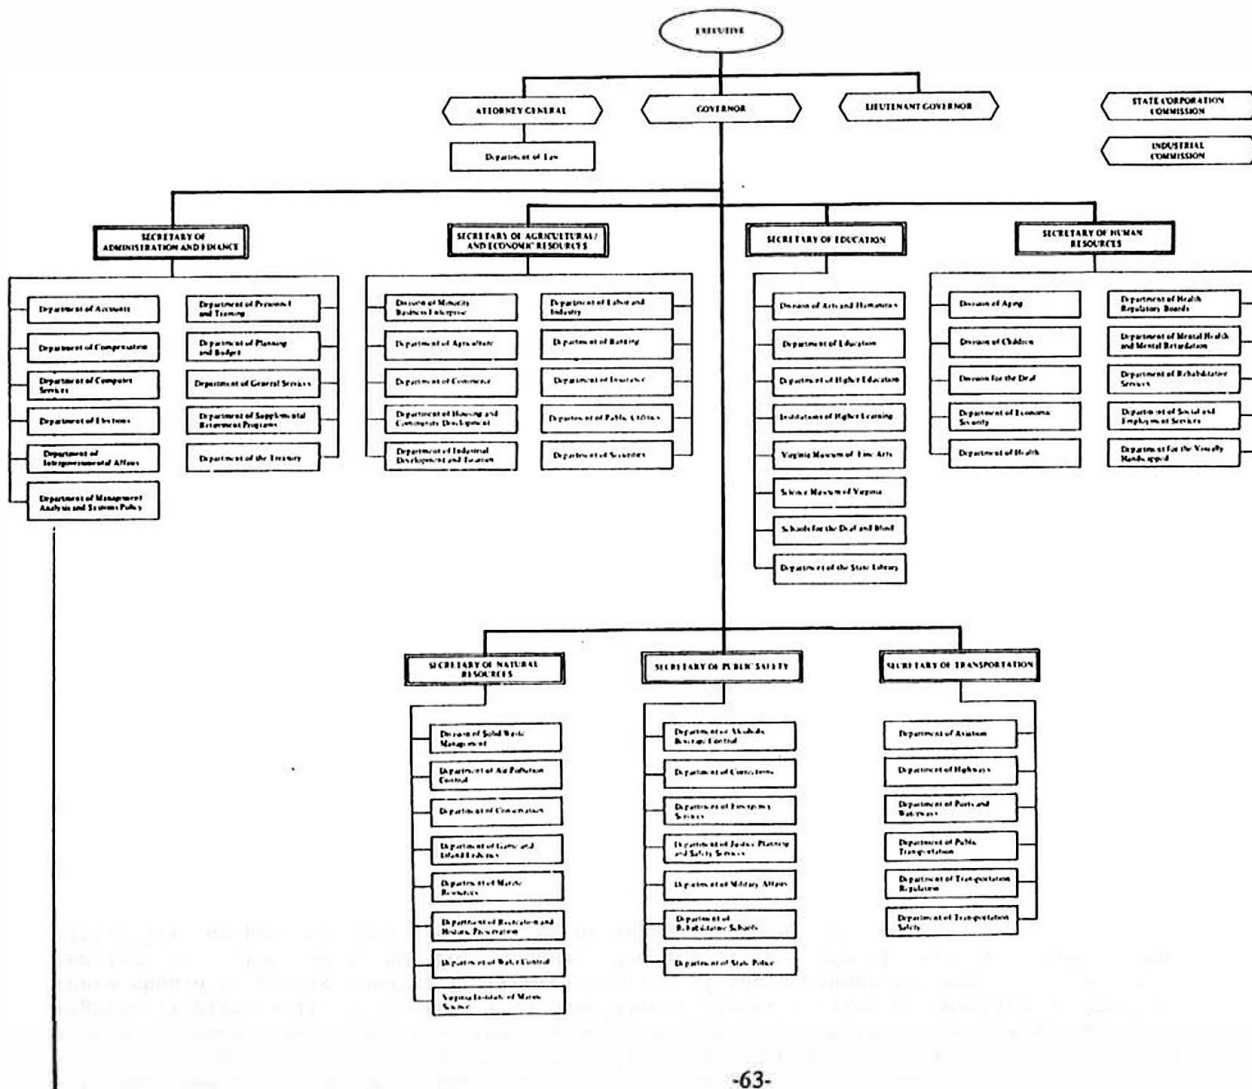 EXECUTIVE
ATTORNEY GENERAL
GOVERNOR
LIEUTENANT GOVERNOR
STATE CORPORATION
COMMISSION
Department of Law
INDUSTRIAL
COMMISSION
SECRETARY OF
ADMINISTRATION AND FINANCE
SECRETARY OF AGRICULTURAL/
AND ECONOMIC RESOURCES
SECRETARY OF EDUCATION
SECRETARY OF HUMAN
RESOURCES
Department of Accounts
Department of Compensation
Department of Computer
Services
Department of Elections
Department of
Intergovernmental Affairs
Department of Management
Analysis and Systems Policy
Department of Personnel
and Training
Department of Planning
and Budget
Department of General Services
Department of Supplemental
Retirement Programs
Department of the Treasury
Division of Minority
Business Enterprise
Department of Agriculture
Department of Commerce
Department of Housing and
Community Development
Department of Industrial
Development and Tourism
Department of Labor and
Industry
Department of Banking
Department of Insurance
Department of Public Utilities
Department of Securities
Division of Arts and Humanities
Department of Education
Department of Higher Education
Institutions of Higher Learning
Virginia Museum of Fine Arts
Science Museum of Virginia
Schools for the Deaf and Blind
Department of the State Library
Division of Aging
Division of Children
Division for the Deaf
Department of Economic
Security
Department of Health
Department of Health
Regulatory Boards
Department of Mental Health
and Mental Retardation
Department of Rehabilitative
Services
Department of Social and
Employment Services
Department for the Visually
Handicapped
SECRETARY OF NATURAL
RESOURCES
SECRETARY OF PUBLIC SAFETY
SECRETARY OF TRANSPORTATION
Division of Solid Waste
Management
Department of Air Pollution
Control
Department of Conservation
Department of Game and
Inland Fisheries
Department of Marine
Resources
Department of Recreation and
Historic Preservation
Department of Water Control
Virginia Institute of Marine
Science
Department of Alcoholic
Beverage Control
Department of Corrections
Department of Emergency
Services
Department of Justice Planning
and Safety Services
Department of Military Affairs
Department of
Rehabilitative Schools
Department of State Police
Department of Aviation
Department of Highways
Department of Ports and
Waterways
Department of Public
Transportation
Department of Transportation
Regulation
Department of Transportation
Safety
-63-